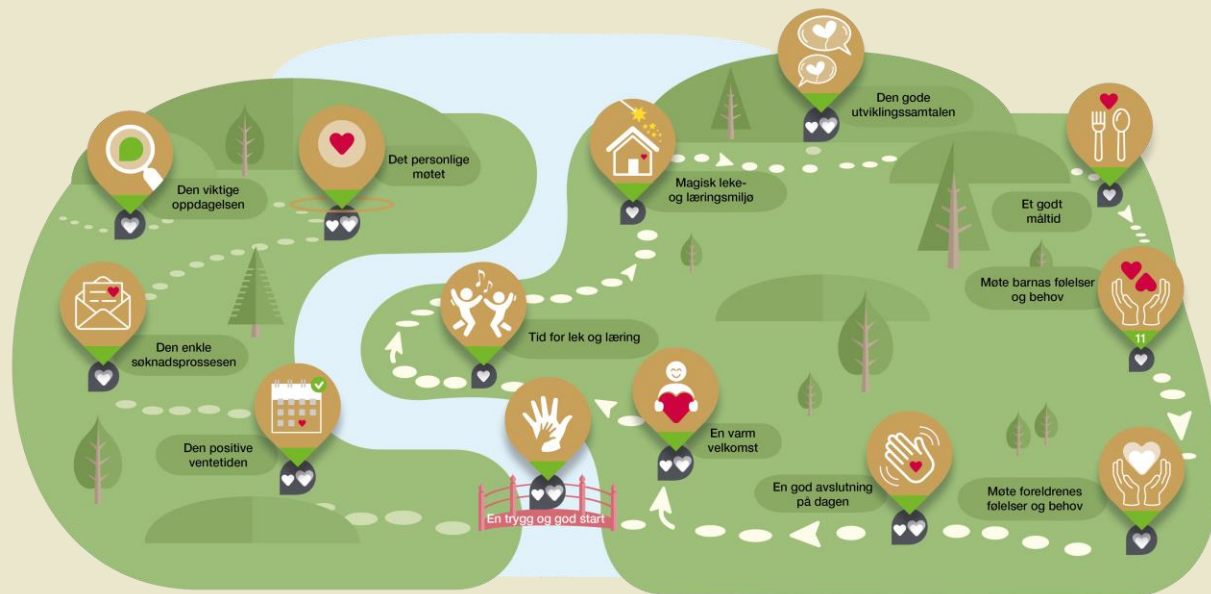 Den viktige
oppdagelsen
Det personlige
møtet
Den enkle
søknadsprossesen
Den positive
ventetiden
En trygg og god start
En varm
velkomst
Tid for lek og læring
Magisk leke-
og læringsmiljø
Den gode
utviklingssamtalen
Et godt
måltid
Møte barnas følelser
og behov
11
Møte foreldrenes
følelser og behov
En god avslutning
på dagen